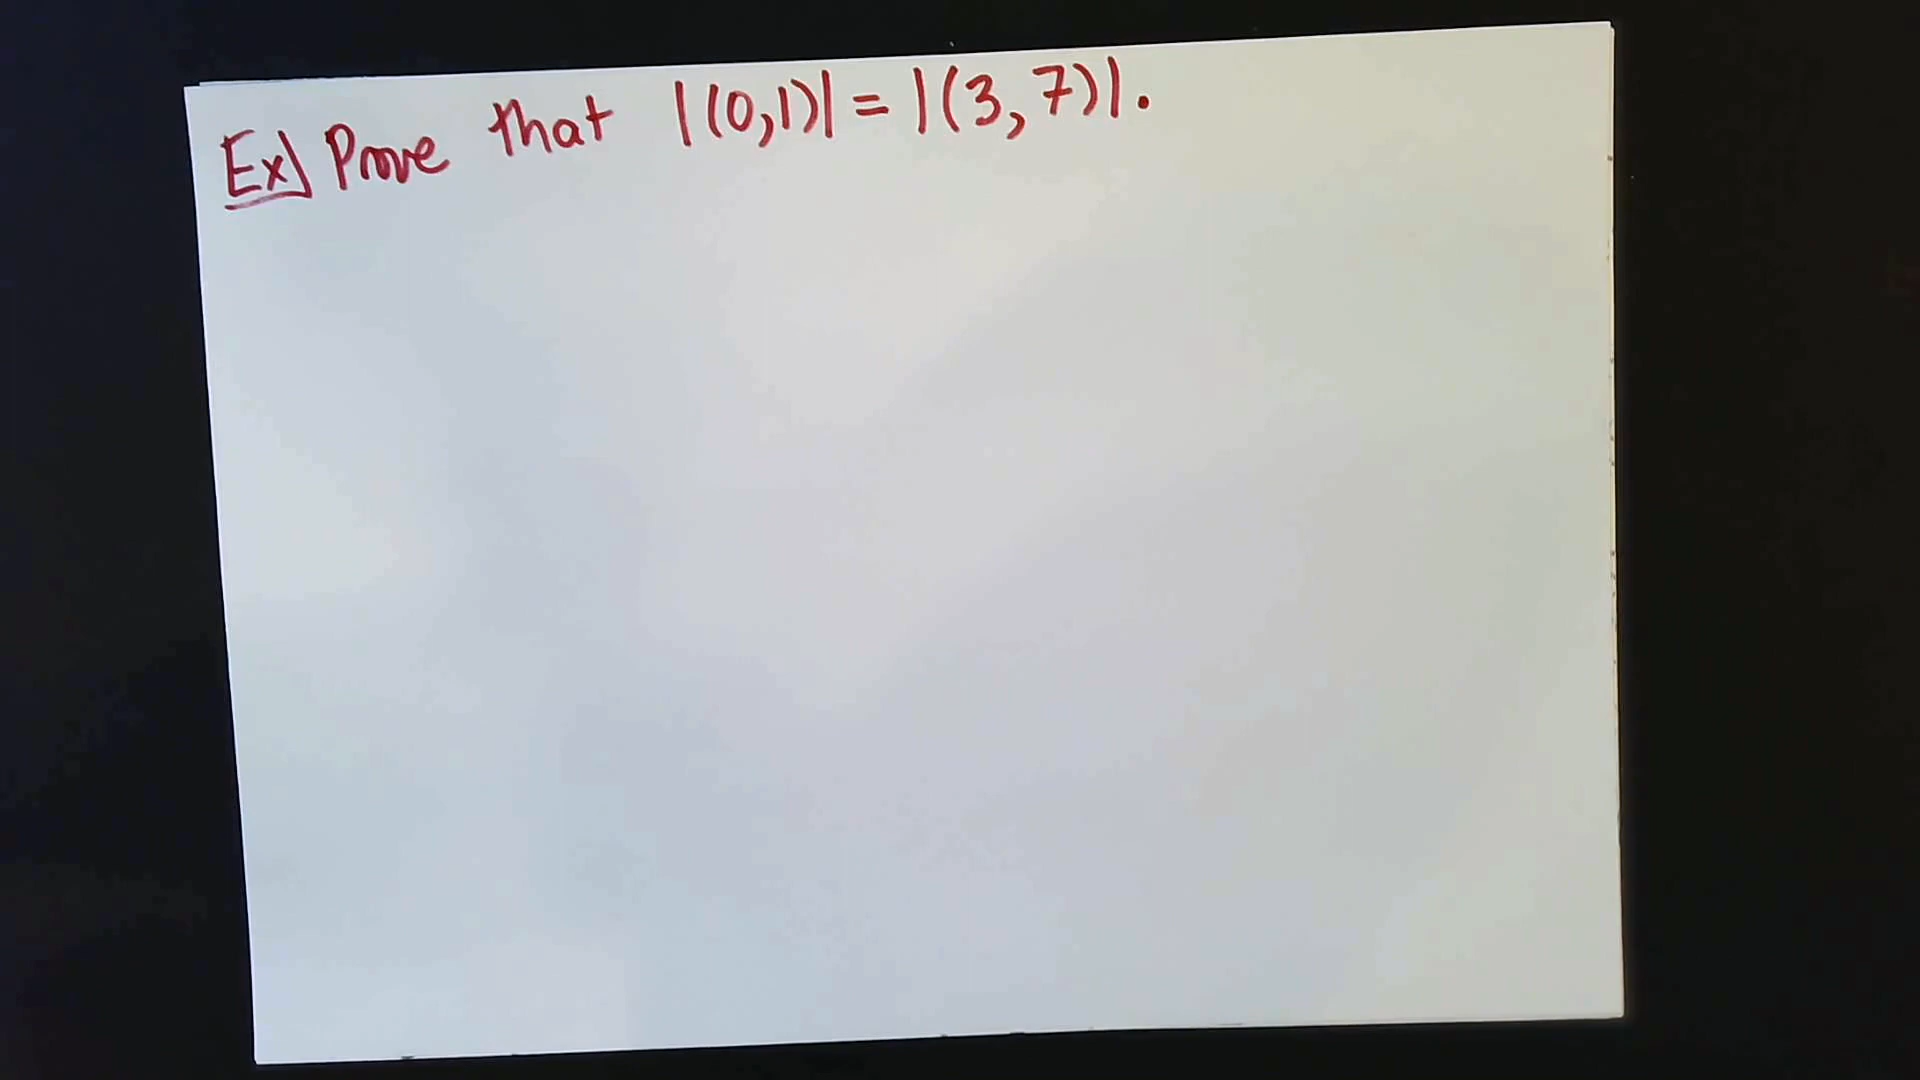 Ex) Prove that |(0,1)| = |(3,7)|.